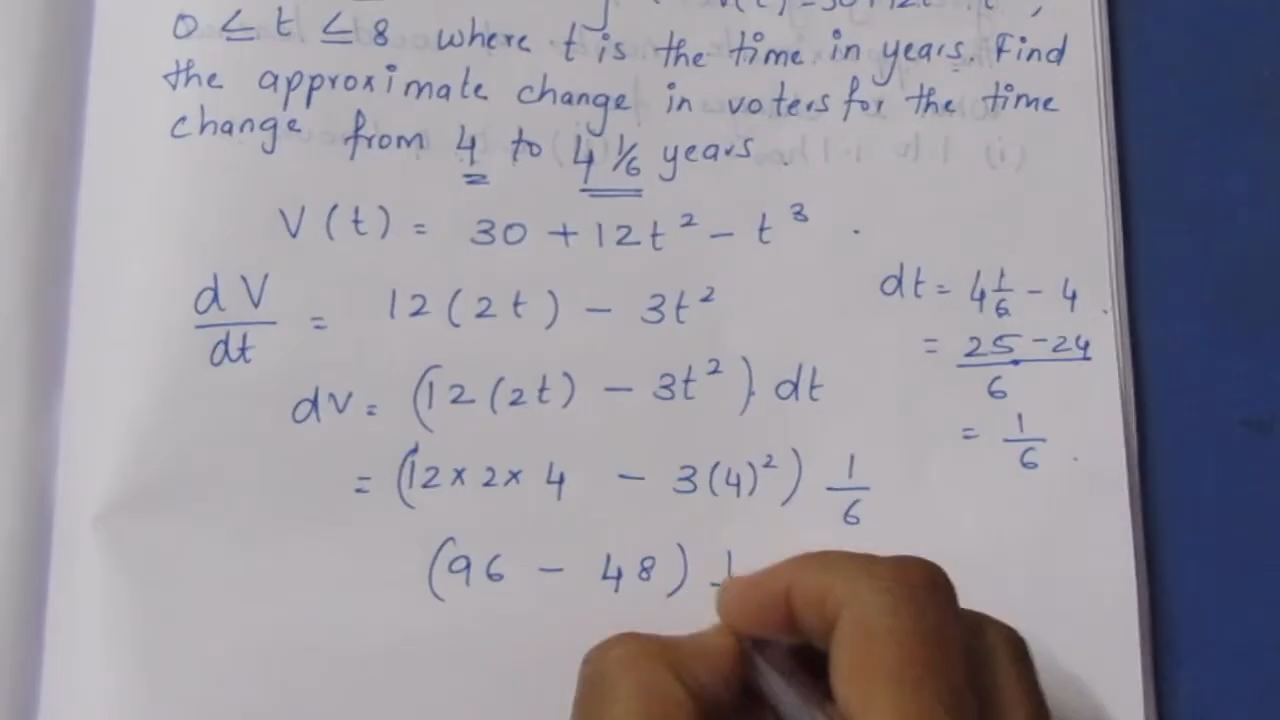 0 ≤ t ≤ 8 where t is the time in years. Find
the approximate change in voters for the time
change from 4 to 4 1/6 years.
V(t) = 30 + 12t² - t³.
dV/dt = 12(2t) - 3t²
dt = 4 1/6 - 4
= 25-24/6
dv = (12(2t) - 3t²). dt
= 1/6.
= (12 × 2 × 4 - 3(4)²) 1/6
(96 - 48)